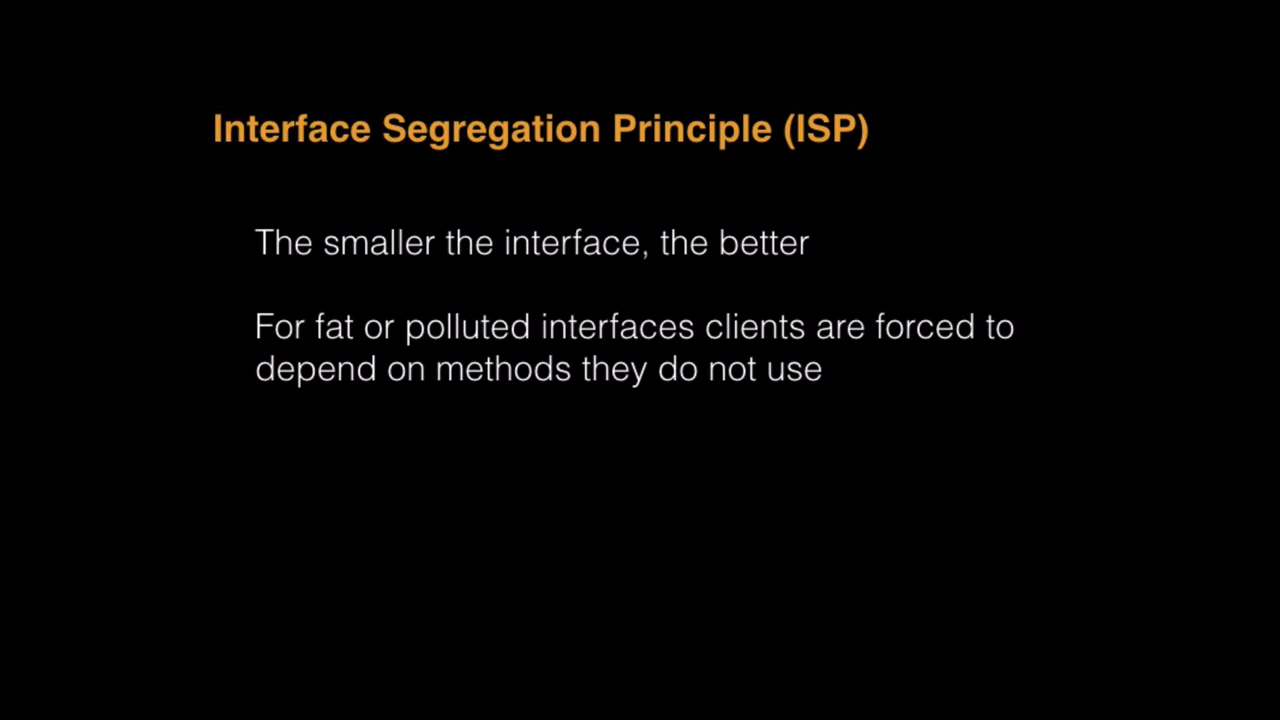 Interface Segregation Principle (ISP)
The smaller the interface, the better
For fat or polluted interfaces clients are forced to
depend on methods they do not use